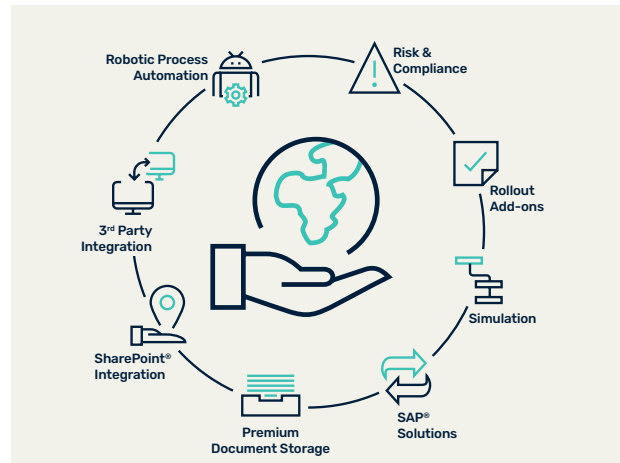 Robotic Process
Automation
Risk &
Compliance
Rollout
Add-ons
Simulation
SAP®
Solutions
Premium
Document Storage
SharePoint®
Integration
3rd Party
Integration